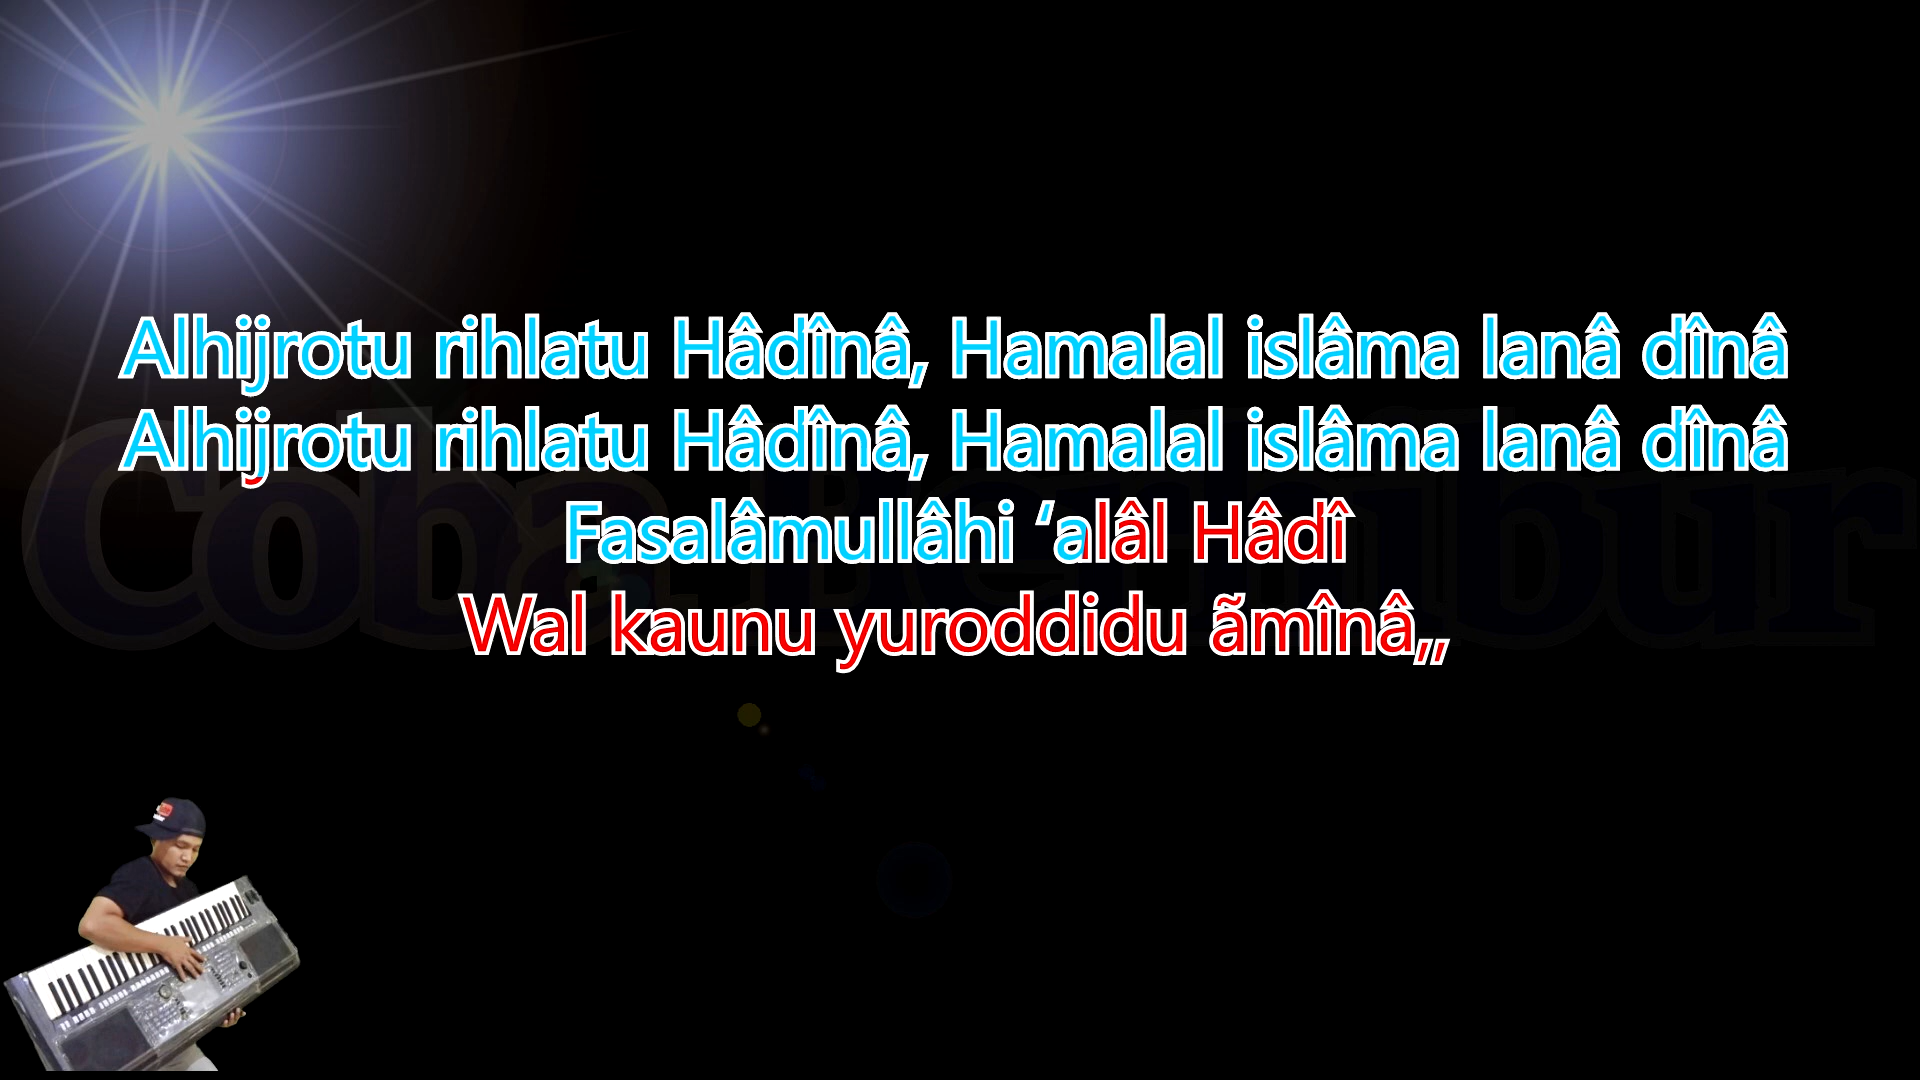 Alhijrotu rihlatu Hâdînâ, Hamalal islâma lanâ dînâ
Alhijrotu rihlatu Hâdînâ, Hamalal islâma lanâ dînâ
Fasalâmullâhi ‘alâl Hâdî
Wal kaunu yuroddidu ãmînâ,,
Coba Berhibur